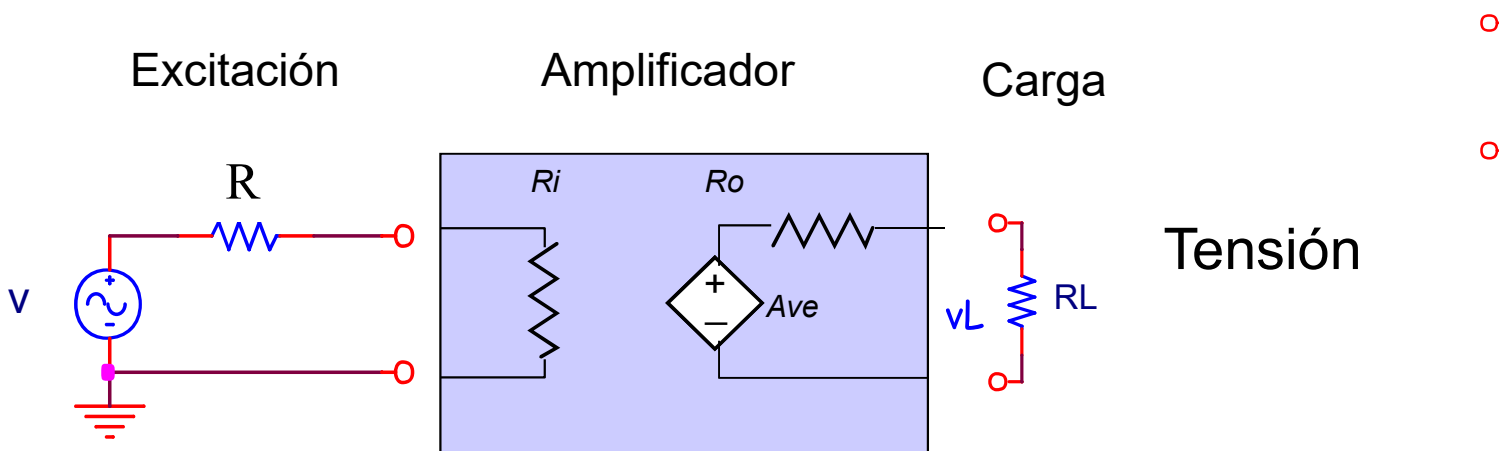 Excitación
Amplificador
Carga
R
Ri
Ro
v
+
-
+
−
Ave
vL
RL
Tensión